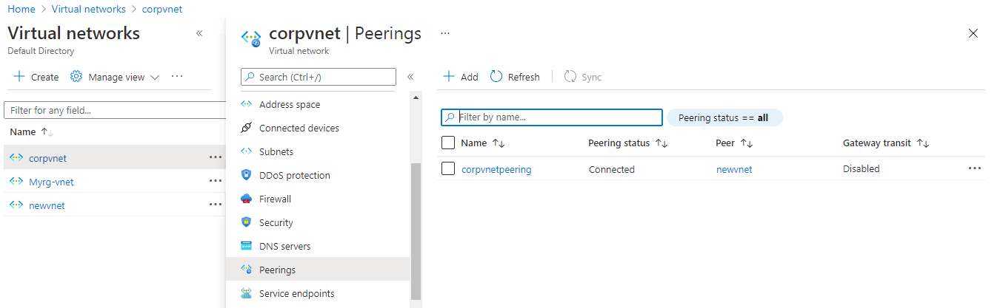 Home > Virtual networks > corpvnet
Virtual networks «
Default Directory
Create Manage view ···
Filter for any field...
Name ↑↓
corpvnet ···
Myrg-vnet ···
newvnet ···
corpvnet | Peerings ···
Virtual network
Search (Ctrl+/) «
Address space
Connected devices
Subnets
DDoS protection
Firewall
Security
DNS servers
Peerings
Service endpoints
Add Refresh Sync
Filter by name...
Peering status == all
Name ↑↓ Peering status ↑↓ Peer ↑↓ Gateway transit ↑↓
corpvnetpeering Connected newvnet Disabled ···